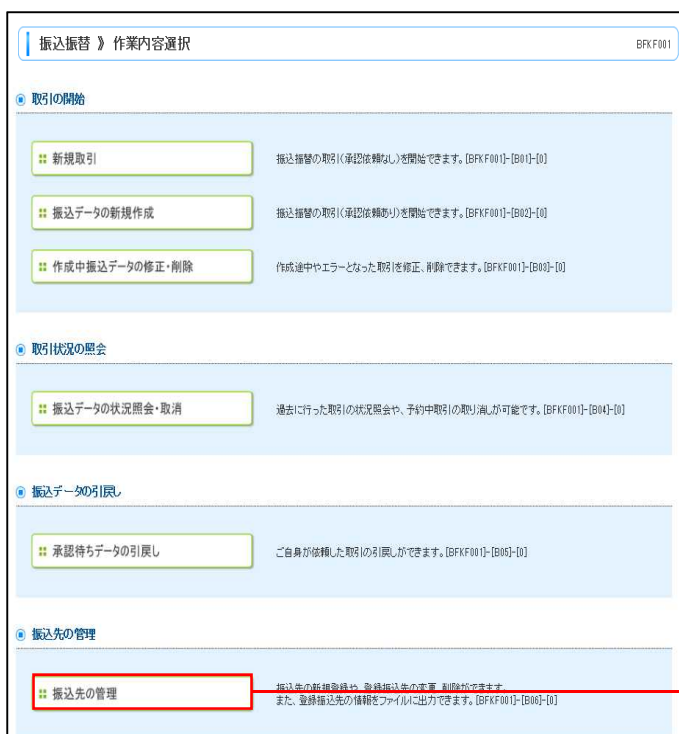 振込振替 》 作業内容選択
BFKF001
取引の開始
新規取引
振込振替の取引(承認依頼なし)を開始できます。[BFKF001]-[B01]-[0]
振込データの新規作成
振込振替の取引(承認依頼あり)を開始できます。[BFKF001]-[B02]-[0]
作成中振込データの修正・削除
作成途中やエラーとなった取引を修正、削除できます。[BFKF001]-[B03]-[0]
取引状況の照会
振込データの状況照会・取消
過去に行った取引の状況照会や、予約中取引の取り消しが可能です。[BFKF001]-[B04]-[0]
振込データの引戻し
承認待ちデータの引戻し
ご自身が依頼した取引の引戻しができます。[BFKF001]-[B05]-[0]
振込先の管理
振込先の管理
振込先の新規登録や、登録振込先の変更、削除ができます。
また、登録振込先の情報をファイルに出力できます。[BFKF001]-[B06]-[0]